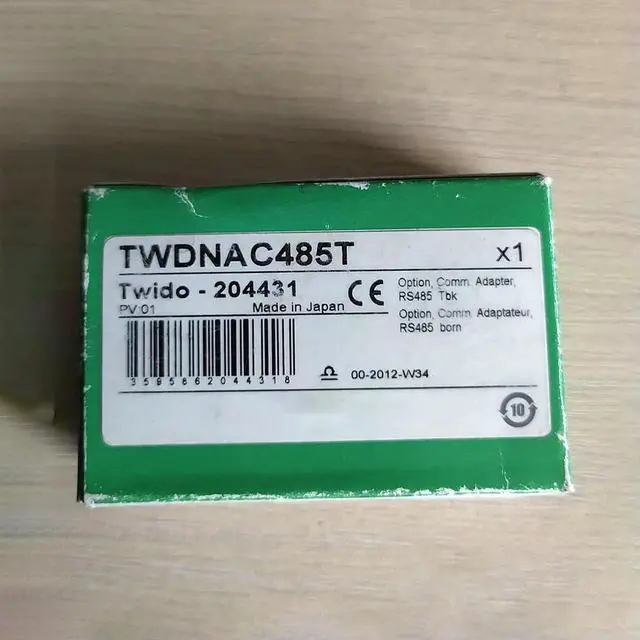 TWDNAC485T x1
Twido - 204431
PV:01 Made in Japan
CE
Option, Comm. Adapter,
RS485 Tbk
Option, Comm. Adaptateur,
RS485 born
3595862044318
00-2012-W34
10